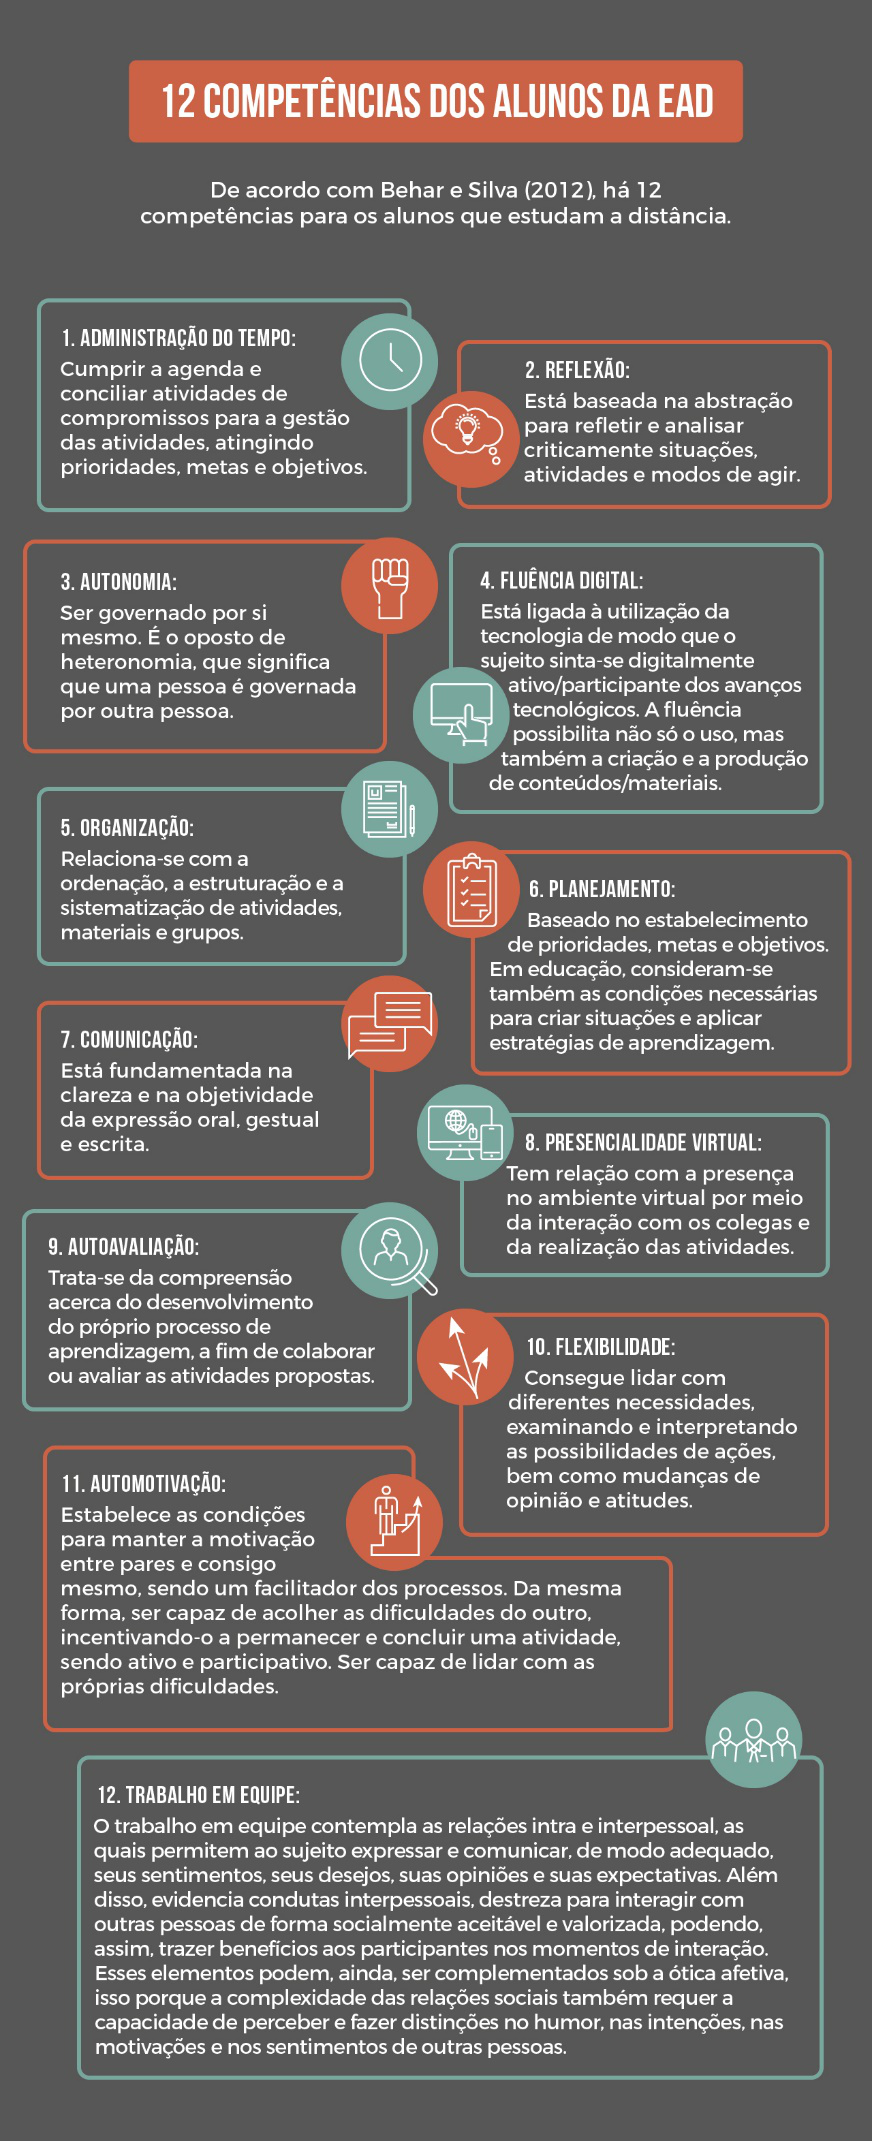 12 COMPETÊNCIAS DOS ALUNOS DA EAD
De acordo com Behar e Silva (2012), há 12
competências para os alunos que estudam a distância.
1. ADMINISTRAÇÃO DO TEMPO:
Cumprir a agenda e
conciliar atividades de
compromissos para a gestão
das atividades, atingindo
prioridades, metas e objetivos.
2. REFLEXÃO:
Está baseada na abstração
para refletir e analisar
criticamente situações,
atividades e modos de agir.
3. AUTONOMIA:
Ser governado por si
mesmo. É o oposto de
heteronomia, que significa
que uma pessoa é governada
por outra pessoa.
4. FLUÊNCIA DIGITAL:
Está ligada à utilização da
tecnologia de modo que o
sujeito sinta-se digitalmente
ativo/participante dos avanços
tecnológicos. A fluência
possibilita não só o uso, mas
também a criação e a produção
de conteúdos/materiais.
5. ORGANIZAÇÃO:
Relaciona-se com a
ordenação, a estruturação e a
sistematização de atividades,
materiais e grupos.
6. PLANEJAMENTO:
Baseado no estabelecimento
de prioridades, metas e objetivos.
Em educação, consideram-se
também as condições necessárias
para criar situações e aplicar
estratégias de aprendizagem.
7. COMUNICAÇÃO:
Está fundamentada na
clareza e na objetividade
da expressão oral, gestual
e escrita.
8. PRESENCIALIDADE VIRTUAL:
Tem relação com a presença
no ambiente virtual por meio
da interação com os colegas e
da realização das atividades.
9. AUTOAVALIAÇÃO:
Trata-se da compreensão
acerca do desenvolvimento
do próprio processo de
aprendizagem, a fim de colaborar
ou avaliar as atividades propostas.
10. FLEXIBILIDADE:
Consegue lidar com
diferentes necessidades,
examinando e interpretando
as possibilidades de ações,
bem como mudanças de
opinião e atitudes.
11. AUTOMOTIVAÇÃO:
Estabelece as condições
para manter a motivação
entre pares e consigo
mesmo, sendo um facilitador dos processos. Da mesma
forma, ser capaz de acolher as dificuldades do outro,
incentivando-o a permanecer e concluir uma atividade,
sendo ativo e participativo. Ser capaz de lidar com as
próprias dificuldades.
12. TRABALHO EM EQUIPE:
O trabalho em equipe contempla as relações intra e interpessoal, as
quais permitem ao sujeito expressar e comunicar, de modo adequado,
seus sentimentos, seus desejos, suas opiniões e suas expectativas. Além
disso, evidencia condutas interpessoais, destreza para interagir com
outras pessoas de forma socialmente aceitável e valorizada, podendo,
assim, trazer benefícios aos participantes nos momentos de interação.
Esses elementos podem, ainda, ser complementados sob a ótica afetiva,
isso porque a complexidade das relações sociais também requer a
capacidade de perceber e fazer distinções no humor, nas intenções, nas
motivações e nos sentimentos de outras pessoas.